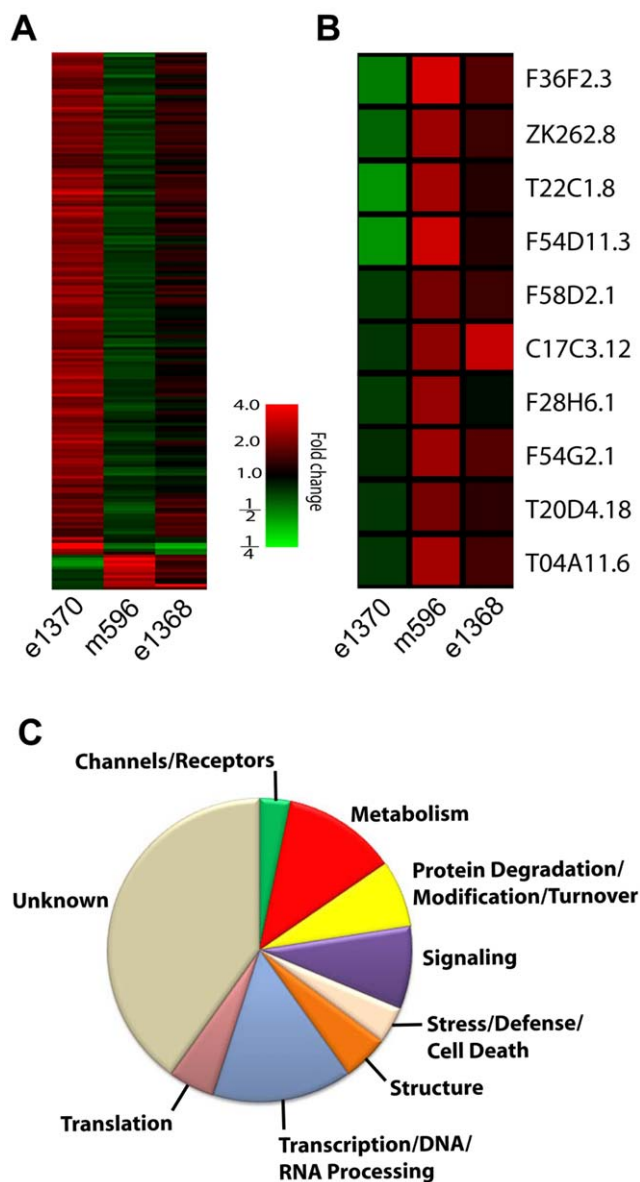 A
B
F36F2.3
ZK262.8
T22C1.8
F54D11.3
F58D2.1
C17C3.12
F28H6.1
F54G2.1
T20D4.18
T04A11.6
4.0
2.0
1.0
1
2
1
4
Fold change
e1370
m596
e1368
e1370
m596
e1368
C
Channels/Receptors
Metabolism
Protein Degradation/
Modification/Turnover
Signaling
Stress/Defense/
Cell Death
Structure
Transcription/DNA/
RNA Processing
Translation
Unknown